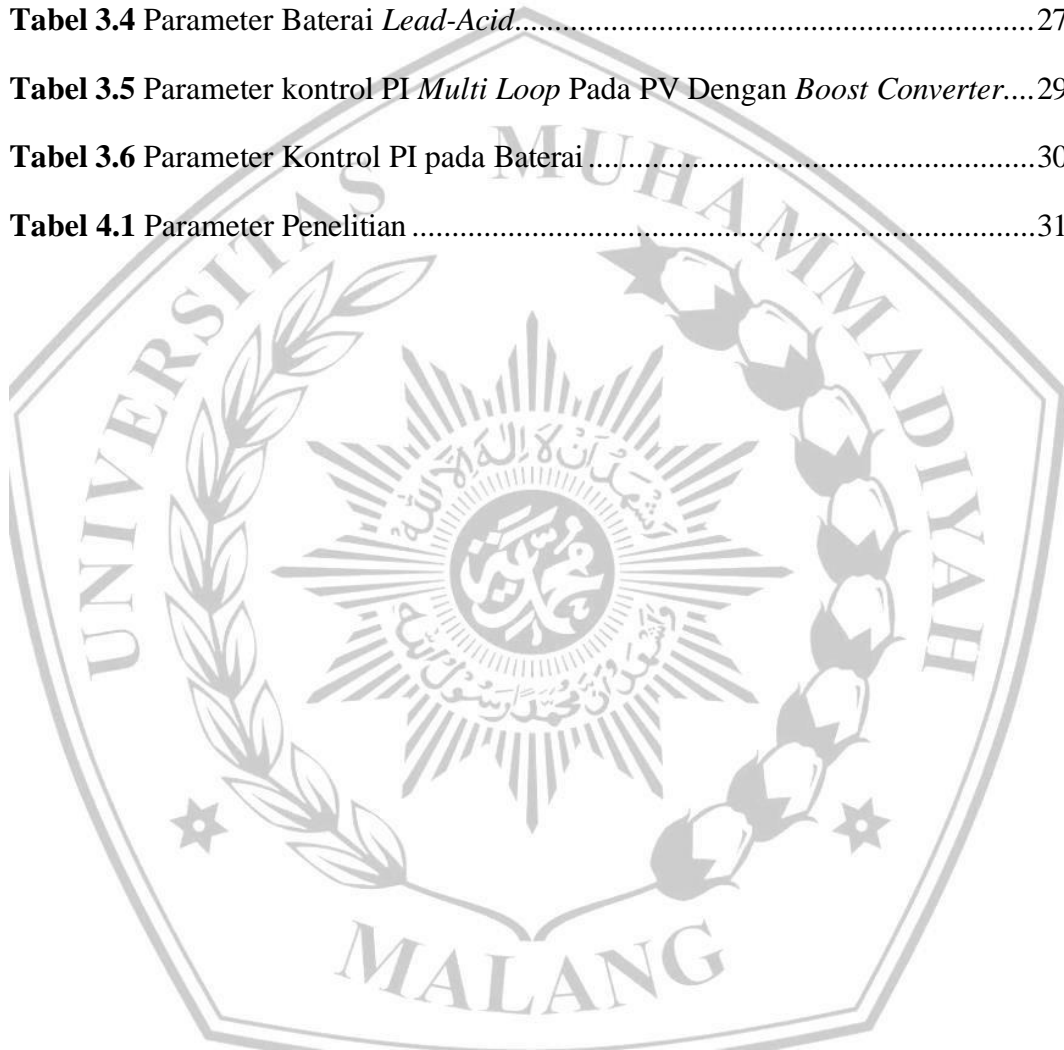 Tabel 3.4 Parameter Baterai Lead-Acid................................................................27
Tabel 3.5 Parameter kontrol PI Multi Loop Pada PV Dengan Boost Converter....29
Tabel 3.6 Parameter Kontrol PI pada Baterai......................................................30
Tabel 4.1 Parameter Penelitian............................................................................31
UNIVERSITAS MUHAMMADIYAH
MALANG